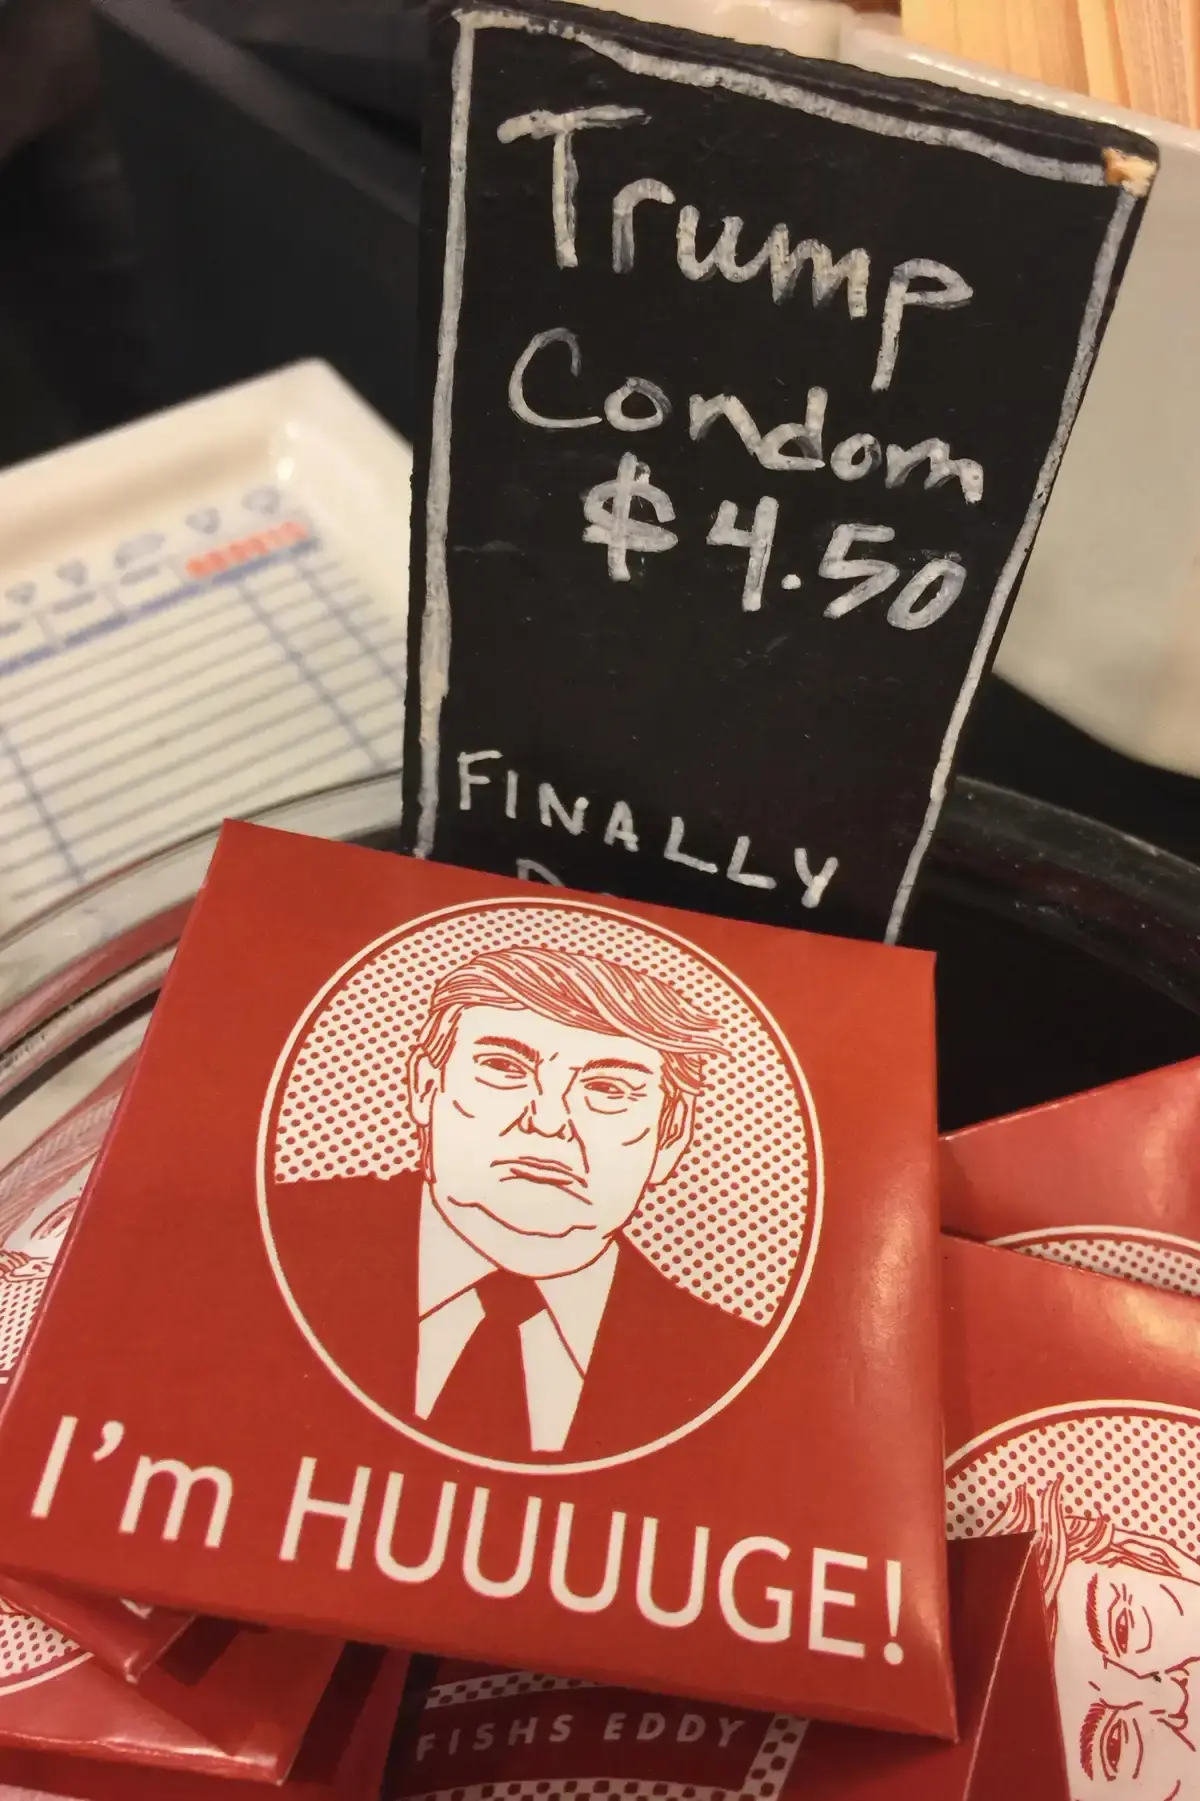 Trump
Condom
$4.50
FINALLY
I'm HUUUUGE!
FISHS EDDY